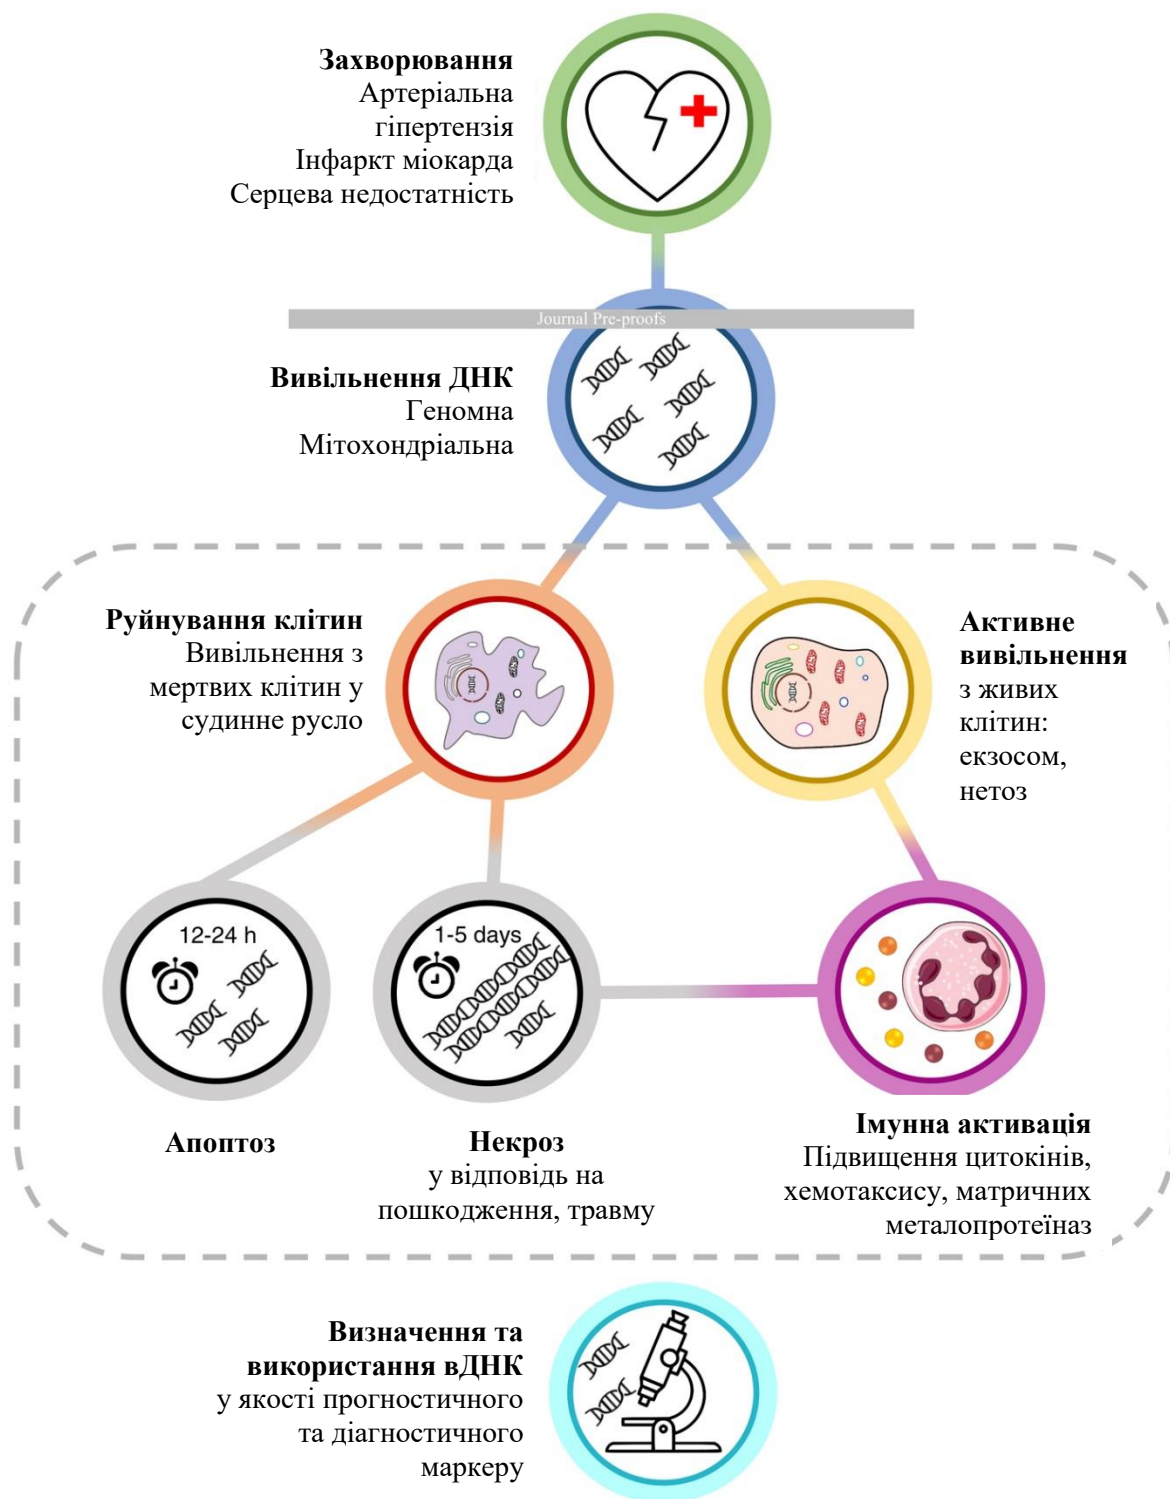 Захворювання
Артеріальна
гіпертензія
Інфаркт міокарда
Серцева недостатність
Journal Pre-proofs
Вивільнення ДНК
Геномна
Мітохондріальна
Руйнування клітин
Вивільнення з
мертвих клітин у
судинне русло
Активне
вивільнення
з живих
клітин:
екзосом,
нетоз
12-24 h
1-5 days
Апоптоз
Некроз
у відповідь на
пошкодження, травму
Імунна активація
Підвищення цитокінів,
хемотаксису, матричних
металопротеїназ
Визначення та
використання вДНК
у якості прогностичного
та діагностичного
маркеру